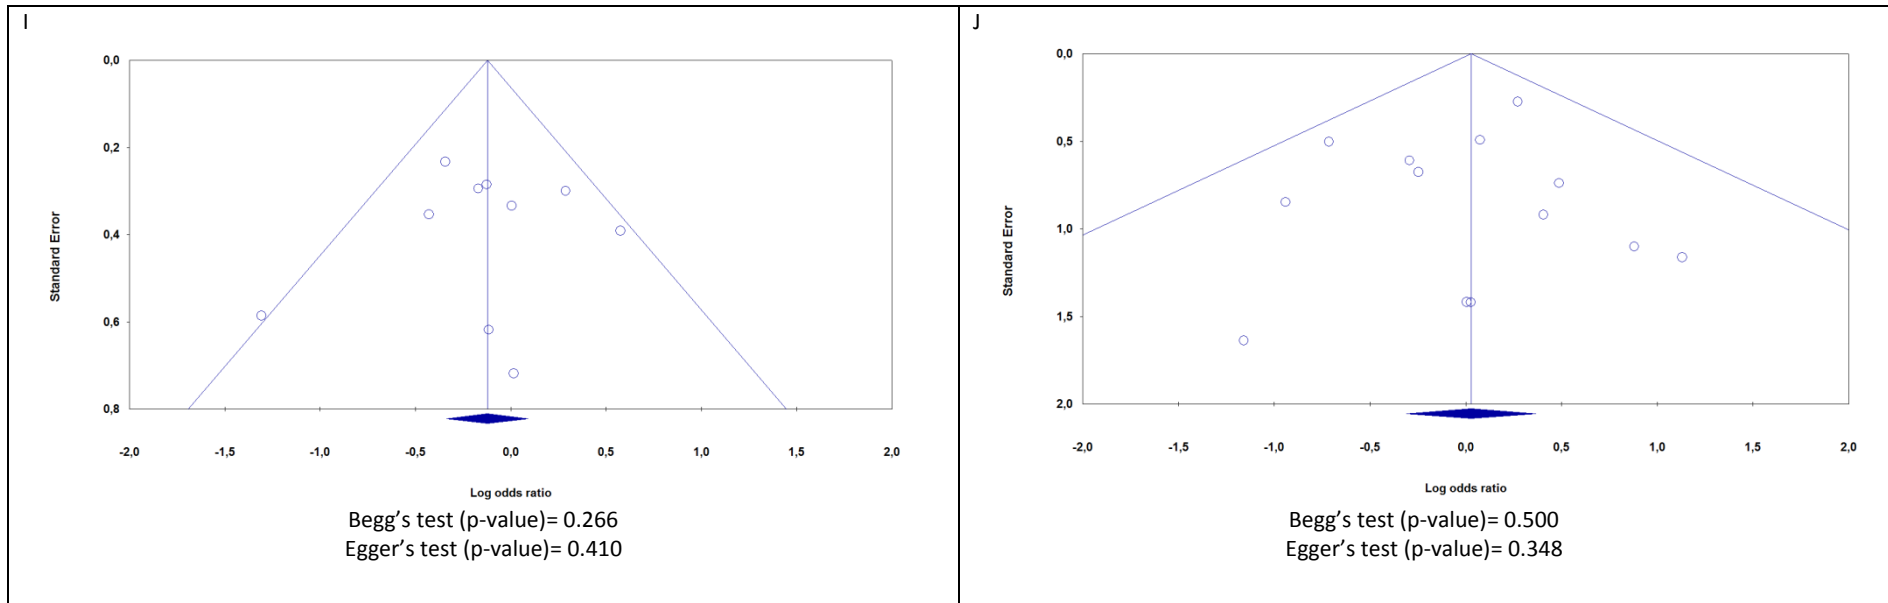 I
0,0
0,2
0,4
0,6
0,8
Standard Error
-2,0 -1,5 -1,0 -0,5 0,0 0,5 1,0 1,5 2,0
Log odds ratio
Begg’s test (p-value)= 0.266
Egger’s test (p-value)= 0.410
J
0,0
0,5
1,0
1,5
2,0
Standard Error
-2,0 -1,5 -1,0 -0,5 0,0 0,5 1,0 1,5 2,0
Log odds ratio
Begg’s test (p-value)= 0.500
Egger’s test (p-value)= 0.348